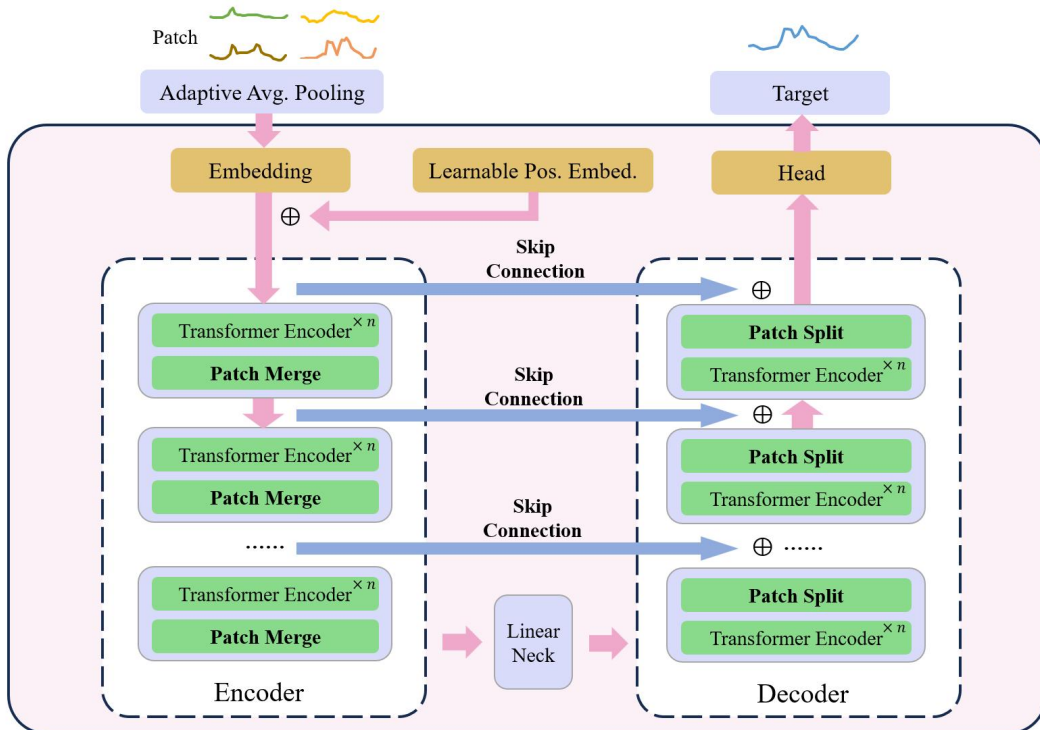 Patch
Adaptive Avg. Pooling
Target
Embedding
Learnable Pos. Embed.
Head
⊕
Skip
Connection
⊕
Transformer Encoder × n
Patch Merge
Patch Split
Transformer Encoder × n
Skip
Connection
⊕
Transformer Encoder × n
Patch Merge
Patch Split
Transformer Encoder × n
Skip
Connection
......
⊕ ......
Transformer Encoder × n
Patch Merge
Linear
Neck
Patch Split
Transformer Encoder × n
Encoder
Decoder